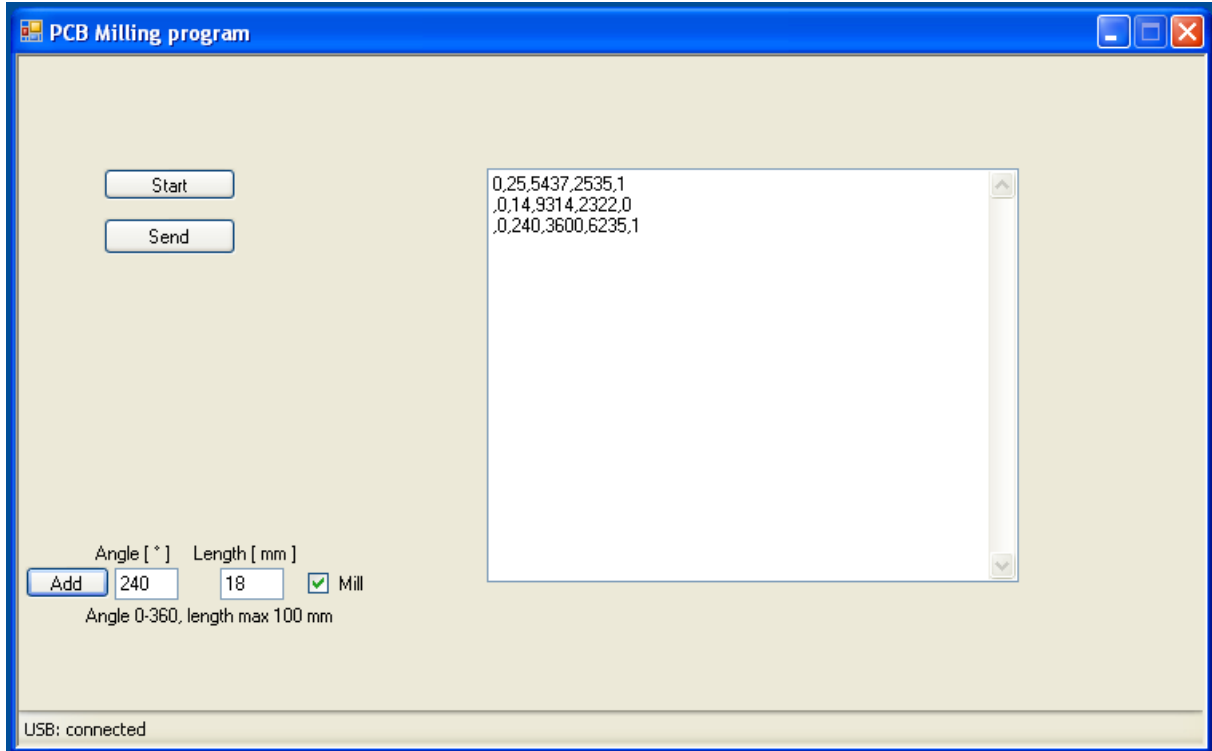 PCB Milling program
Start
Send
0,25,5437,2535,1
,0,14,9314,2322,0
,0,240,3600,6235,1
Angle [ ° ] Length [ mm ]
Add 240 18 Mill
Angle 0-360, length max 100 mm
USB: connected